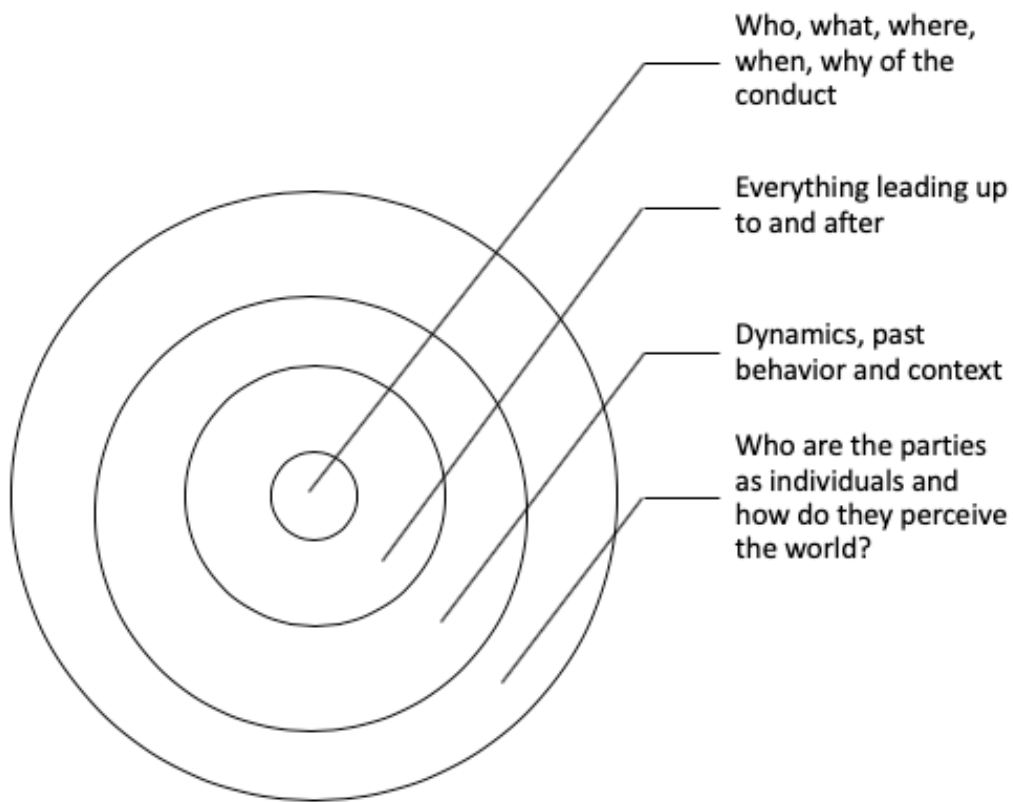 Who, what, where,
when, why of the
conduct
Everything leading up
to and after
Dynamics, past
behavior and context
Who are the parties
as individuals and
how do they perceive
the world?